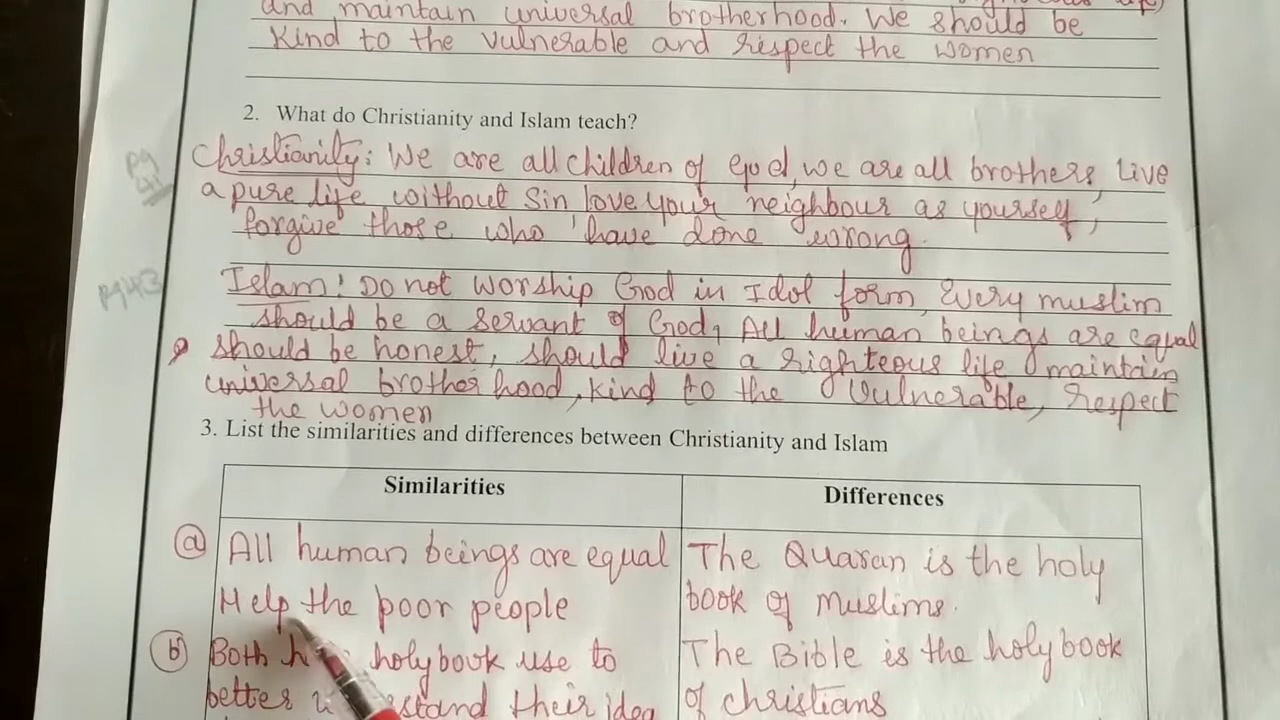 and maintain universal brotherhood. We should be
Kind to the vulnerable and respect the women
2. What do Christianity and Islam teach?
Christianity: We are all children of God, we are all brothers, Live
a pure life without Sin love your neighbour as yourself,
forgive those who have done wrong.
Islam: Do not worship God in Idol form, Every muslim
should be a servant of God, All human beings are equal
should be honest, should live a righteous life maintain
universal brotherhood, Kind to the Vulnerable, respect
the women
Pg 43
3. List the similarities and differences between Christianity and Islam
Similarities
Differences
(a) All human beings are equal
Help the poor people
The Quaran is the holy
book of muslims.
(b) Both holybook use to
better their idea
The Bible is the holy book
of christians